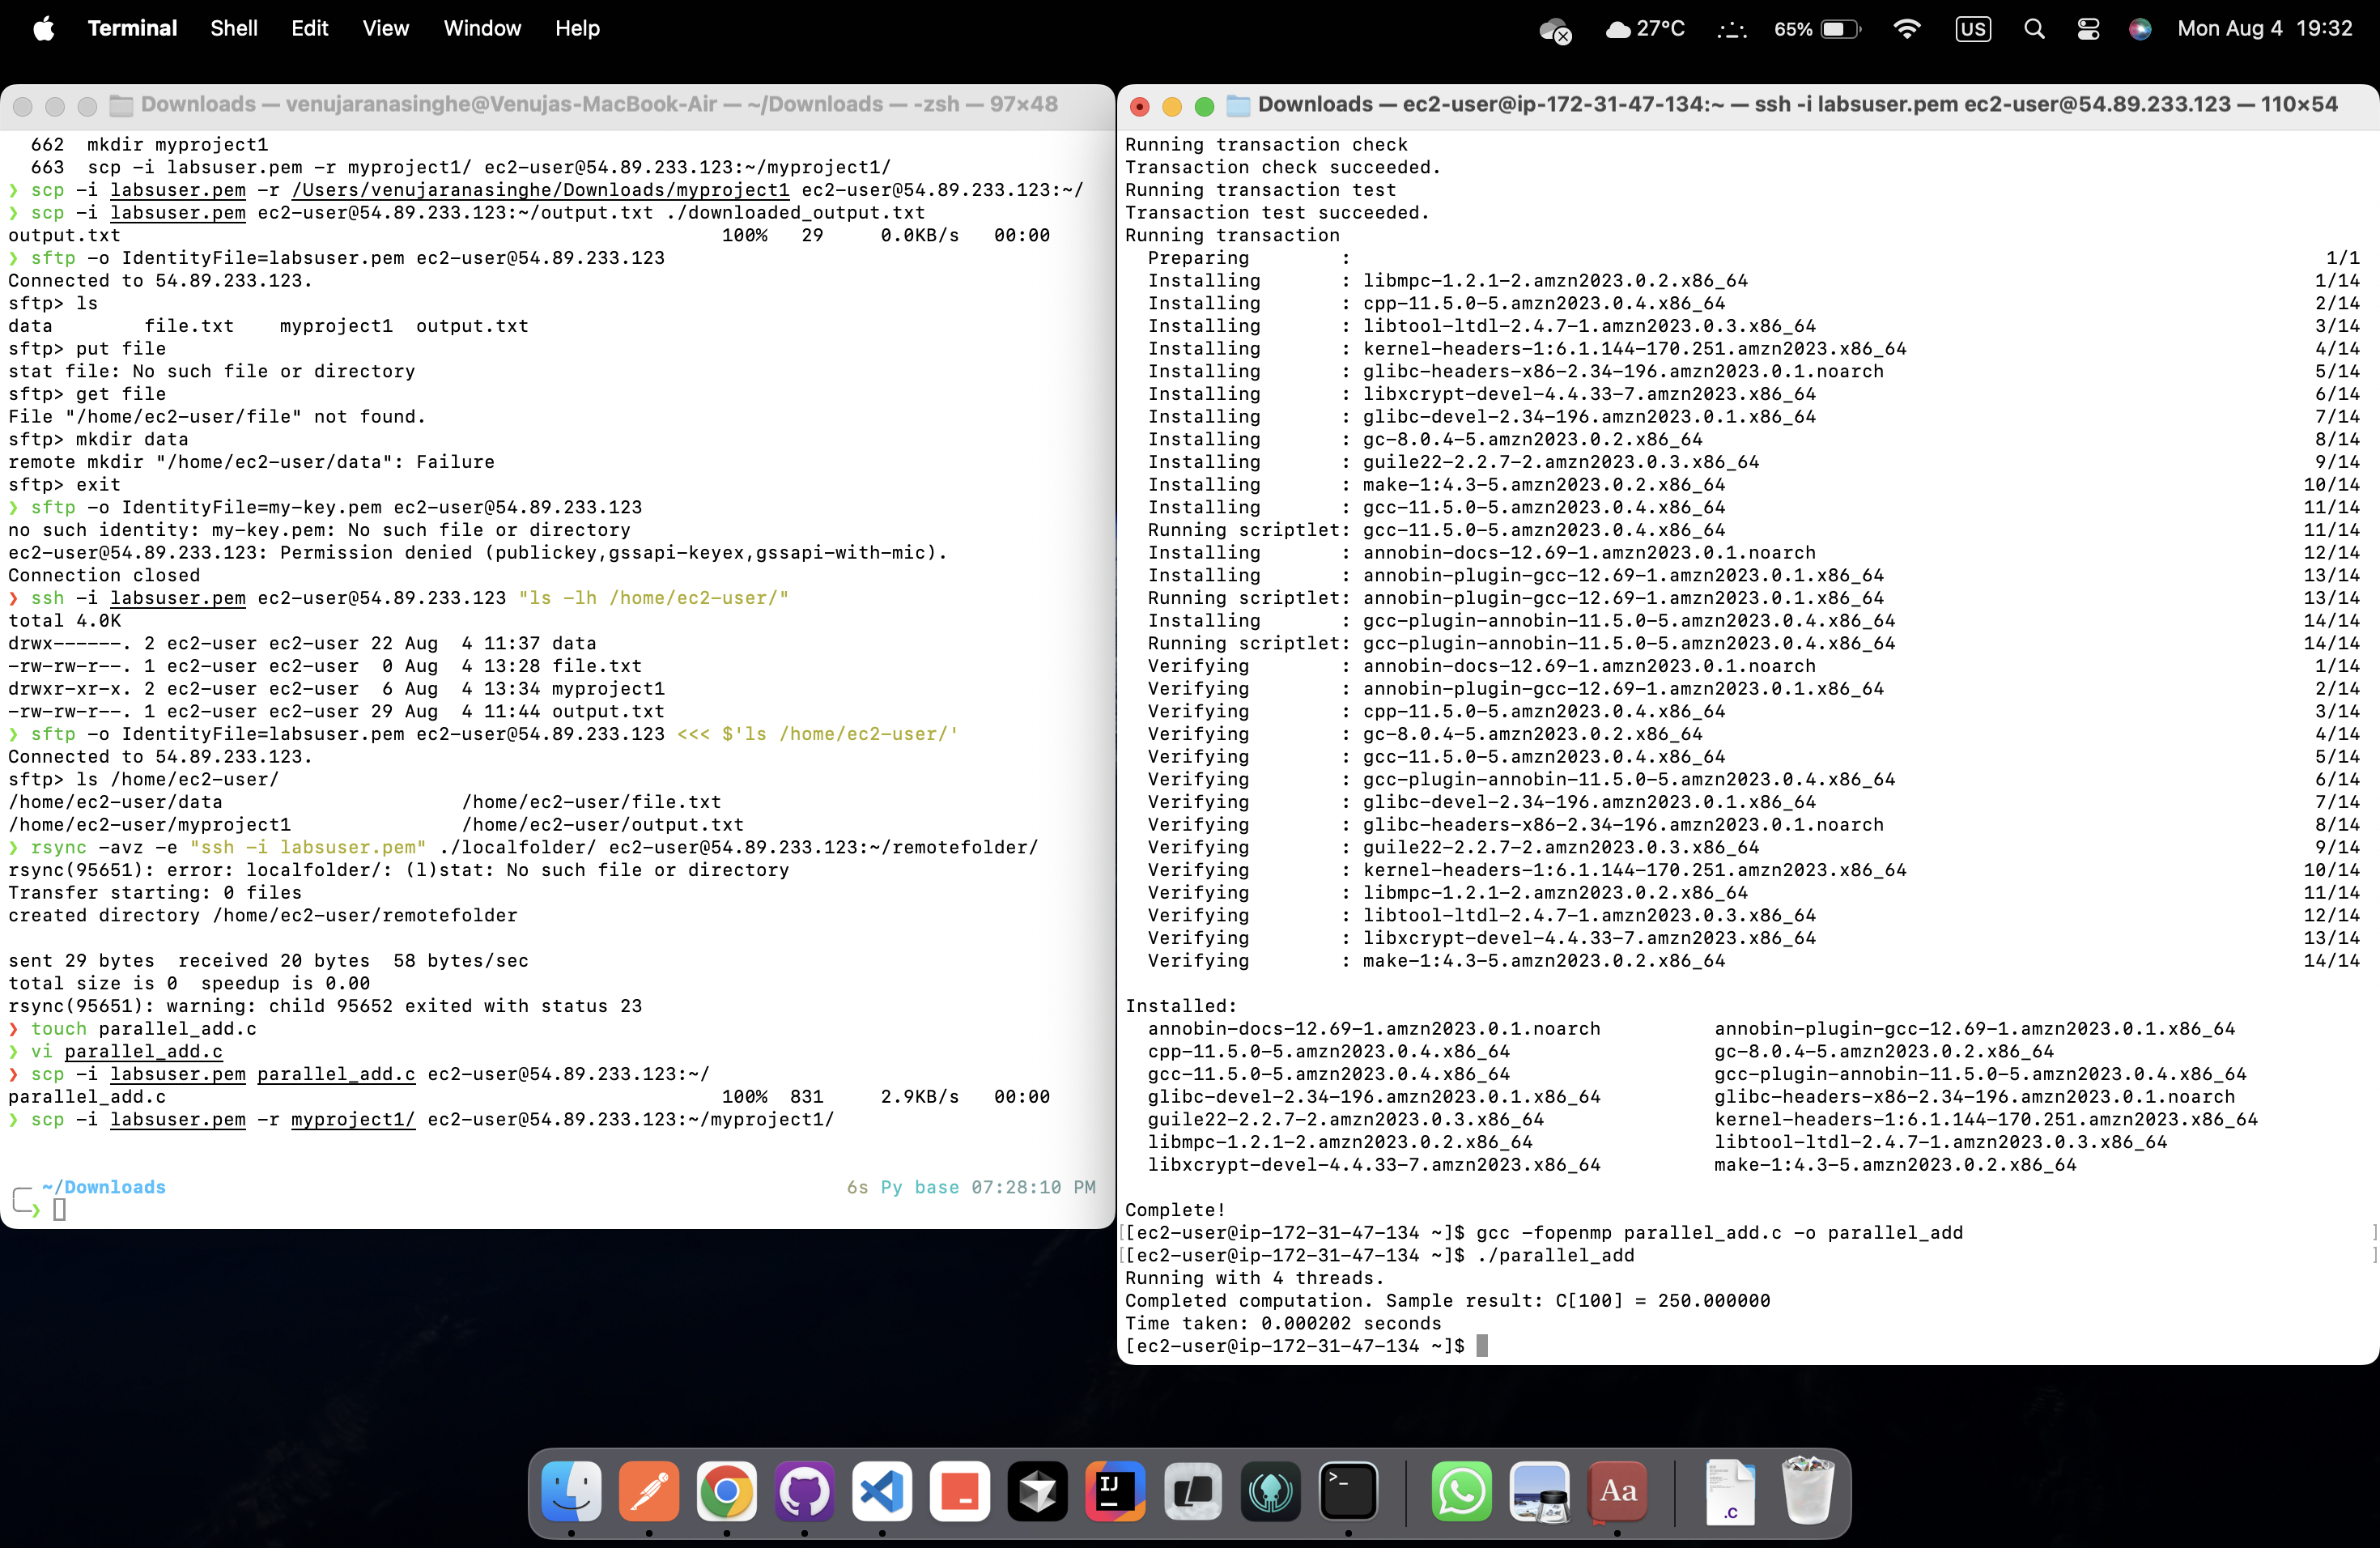 Terminal Shell Edit View Window Help 27°C 65% US Mon Aug 4 19:32
Downloads — venujaranasinghe@Venujas-MacBook-Air — ~/Downloads — -zsh — 97×48
662 mkdir myproject1
663 scp -i labsuser.pem -r myproject1/ ec2-user@54.89.233.123:~/myproject1/
❯ scp -i labsuser.pem -r /Users/venujaranasinghe/Downloads/myproject1 ec2-user@54.89.233.123:~/
❯ scp -i labsuser.pem ec2-user@54.89.233.123:~/output.txt ./downloaded_output.txt
output.txt 100% 29 0.0KB/s 00:00
❯ sftp -o IdentityFile=labsuser.pem ec2-user@54.89.233.123
Connected to 54.89.233.123.
sftp> ls
data file.txt myproject1 output.txt
sftp> put file
stat file: No such file or directory
sftp> get file
File "/home/ec2-user/file" not found.
sftp> mkdir data
remote mkdir "/home/ec2-user/data": Failure
sftp> exit
❯ sftp -o IdentityFile=my-key.pem ec2-user@54.89.233.123
no such identity: my-key.pem: No such file or directory
ec2-user@54.89.233.123: Permission denied (publickey,gssapi-keyex,gssapi-with-mic).
Connection closed
❯ ssh -i labsuser.pem ec2-user@54.89.233.123 "ls -lh /home/ec2-user/"
total 4.0K
drwx------. 2 ec2-user ec2-user 22 Aug 4 11:37 data
-rw-rw-r--. 1 ec2-user ec2-user 0 Aug 4 13:28 file.txt
drwxr-xr-x. 2 ec2-user ec2-user 6 Aug 4 13:34 myproject1
-rw-rw-r--. 1 ec2-user ec2-user 29 Aug 4 11:44 output.txt
❯ sftp -o IdentityFile=labsuser.pem ec2-user@54.89.233.123 <<< $'ls /home/ec2-user/'
Connected to 54.89.233.123.
sftp> ls /home/ec2-user/
/home/ec2-user/data /home/ec2-user/file.txt
/home/ec2-user/myproject1 /home/ec2-user/output.txt
❯ rsync -avz -e "ssh -i labsuser.pem" ./localfolder/ ec2-user@54.89.233.123:~/remotefolder/
rsync(95651): error: localfolder/: (l)stat: No such file or directory
Transfer starting: 0 files
created directory /home/ec2-user/remotefolder
sent 29 bytes received 20 bytes 58 bytes/sec
total size is 0 speedup is 0.00
rsync(95651): warning: child 95652 exited with status 23
❯ touch parallel_add.c
❯ vi parallel_add.c
❯ scp -i labsuser.pem parallel_add.c ec2-user@54.89.233.123:~/
parallel_add.c 100% 831 2.9KB/s 00:00
❯ scp -i labsuser.pem -r myproject1/ ec2-user@54.89.233.123:~/myproject1/
~/Downloads 6s Py base 07:28:10 PM
❯
Downloads — ec2-user@ip-172-31-47-134:~ — ssh -i labsuser.pem ec2-user@54.89.233.123 — 110×54
Running transaction check
Transaction check succeeded.
Running transaction test
Transaction test succeeded.
Running transaction
Preparing : 1/1
Installing : libmpc-1.2.1-2.amzn2023.0.2.x86_64 1/14
Installing : cpp-11.5.0-5.amzn2023.0.4.x86_64 2/14
Installing : libtool-ltdl-2.4.7-1.amzn2023.0.3.x86_64 3/14
Installing : kernel-headers-1:6.1.144-170.251.amzn2023.x86_64 4/14
Installing : glibc-headers-x86-2.34-196.amzn2023.0.1.noarch 5/14
Installing : libxcrypt-devel-4.4.33-7.amzn2023.x86_64 6/14
Installing : glibc-devel-2.34-196.amzn2023.0.1.x86_64 7/14
Installing : gc-8.0.4-5.amzn2023.0.2.x86_64 8/14
Installing : guile22-2.2.7-2.amzn2023.0.3.x86_64 9/14
Installing : make-1:4.3-5.amzn2023.0.2.x86_64 10/14
Installing : gcc-11.5.0-5.amzn2023.0.4.x86_64 11/14
Running scriptlet: gcc-11.5.0-5.amzn2023.0.4.x86_64 11/14
Installing : annobin-docs-12.69-1.amzn2023.0.1.noarch 12/14
Installing : annobin-plugin-gcc-12.69-1.amzn2023.0.1.x86_64 13/14
Running scriptlet: annobin-plugin-gcc-12.69-1.amzn2023.0.1.x86_64 13/14
Installing : gcc-plugin-annobin-11.5.0-5.amzn2023.0.4.x86_64 14/14
Running scriptlet: gcc-plugin-annobin-11.5.0-5.amzn2023.0.4.x86_64 14/14
Verifying : annobin-docs-12.69-1.amzn2023.0.1.noarch 1/14
Verifying : annobin-plugin-gcc-12.69-1.amzn2023.0.1.x86_64 2/14
Verifying : cpp-11.5.0-5.amzn2023.0.4.x86_64 3/14
Verifying : gc-8.0.4-5.amzn2023.0.2.x86_64 4/14
Verifying : gcc-11.5.0-5.amzn2023.0.4.x86_64 5/14
Verifying : gcc-plugin-annobin-11.5.0-5.amzn2023.0.4.x86_64 6/14
Verifying : glibc-devel-2.34-196.amzn2023.0.1.x86_64 7/14
Verifying : glibc-headers-x86-2.34-196.amzn2023.0.1.noarch 8/14
Verifying : guile22-2.2.7-2.amzn2023.0.3.x86_64 9/14
Verifying : kernel-headers-1:6.1.144-170.251.amzn2023.x86_64 10/14
Verifying : libmpc-1.2.1-2.amzn2023.0.2.x86_64 11/14
Verifying : libtool-ltdl-2.4.7-1.amzn2023.0.3.x86_64 12/14
Verifying : libxcrypt-devel-4.4.33-7.amzn2023.x86_64 13/14
Verifying : make-1:4.3-5.amzn2023.0.2.x86_64 14/14
Installed:
annobin-docs-12.69-1.amzn2023.0.1.noarch annobin-plugin-gcc-12.69-1.amzn2023.0.1.x86_64
cpp-11.5.0-5.amzn2023.0.4.x86_64 gc-8.0.4-5.amzn2023.0.2.x86_64
gcc-11.5.0-5.amzn2023.0.4.x86_64 gcc-plugin-annobin-11.5.0-5.amzn2023.0.4.x86_64
glibc-devel-2.34-196.amzn2023.0.1.x86_64 glibc-headers-x86-2.34-196.amzn2023.0.1.noarch
guile22-2.2.7-2.amzn2023.0.3.x86_64 kernel-headers-1:6.1.144-170.251.amzn2023.x86_64
libmpc-1.2.1-2.amzn2023.0.2.x86_64 libtool-ltdl-2.4.7-1.amzn2023.0.3.x86_64
libxcrypt-devel-4.4.33-7.amzn2023.x86_64 make-1:4.3-5.amzn2023.0.2.x86_64
Complete!
[[ec2-user@ip-172-31-47-134 ~]$ gcc -fopenmp parallel_add.c -o parallel_add ]
[[ec2-user@ip-172-31-47-134 ~]$ ./parallel_add ]
Running with 4 threads.
Completed computation. Sample result: C[100] = 250.000000
Time taken: 0.000202 seconds
[ec2-user@ip-172-31-47-134 ~]$
IJ
>_
Aa
.C